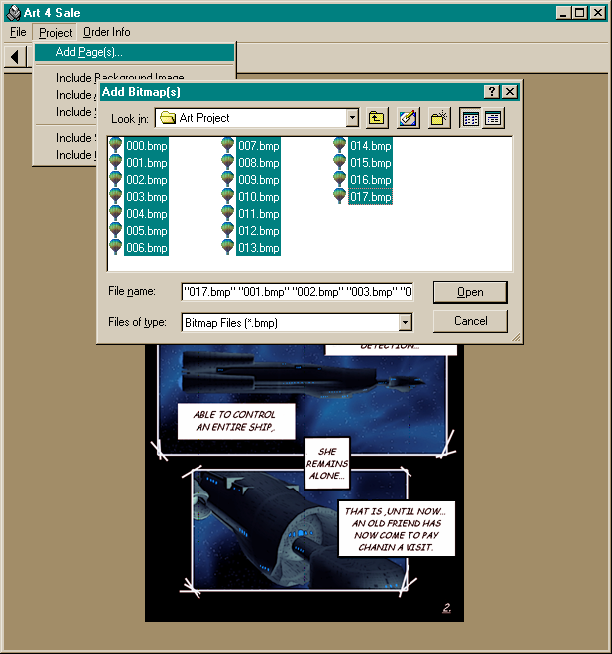 Art 4 Sale
File Project Order Info
Add Page(s)...
Include Background Image
Include
Include
Include
Include
Add Bitmap(s)
Look in: Art Project
000.bmp 007.bmp 014.bmp
001.bmp 008.bmp 015.bmp
002.bmp 009.bmp 016.bmp
003.bmp 010.bmp 017.bmp
004.bmp 011.bmp
005.bmp 012.bmp
006.bmp 013.bmp
File name: "017.bmp" "001.bmp" "002.bmp" "003.bmp" "0
Open
Files of type: Bitmap Files (*.bmp)
Cancel
DETECTION...
ABLE TO CONTROL
AN ENTIRE SHIP,.
SHE
REMAINS
ALONE...
THAT IS ,UNTIL NOW...
AN OLD FRIEND HAS
NOW COME TO PAY
CHANIN A VISIT.
2.